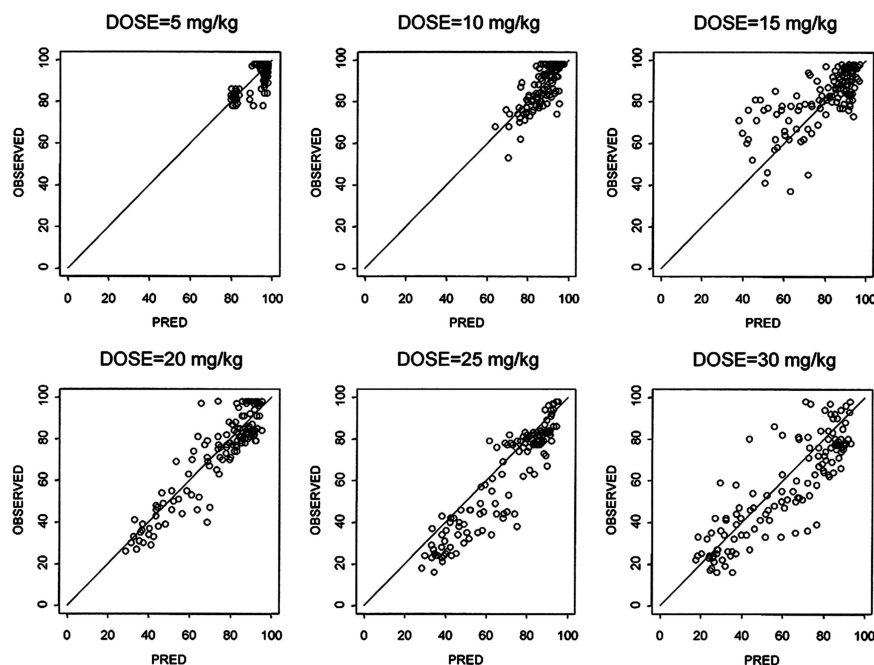 DOSE=5 mg/kg
DOSE=10 mg/kg
DOSE=15 mg/kg
OBSERVED
0 20 40 60 80 100
OBSERVED
0 20 40 60 80 100
OBSERVED
0 20 40 60 80 100
0 20 40 60 80 100
PRED
0 20 40 60 80 100
PRED
0 20 40 60 80 100
PRED
DOSE=20 mg/kg
DOSE=25 mg/kg
DOSE=30 mg/kg
OBSERVED
0 20 40 60 80 100
OBSERVED
0 20 40 60 80 100
OBSERVED
0 20 40 60 80 100
0 20 40 60 80 100
PRED
0 20 40 60 80 100
PRED
0 20 40 60 80 100
PRED